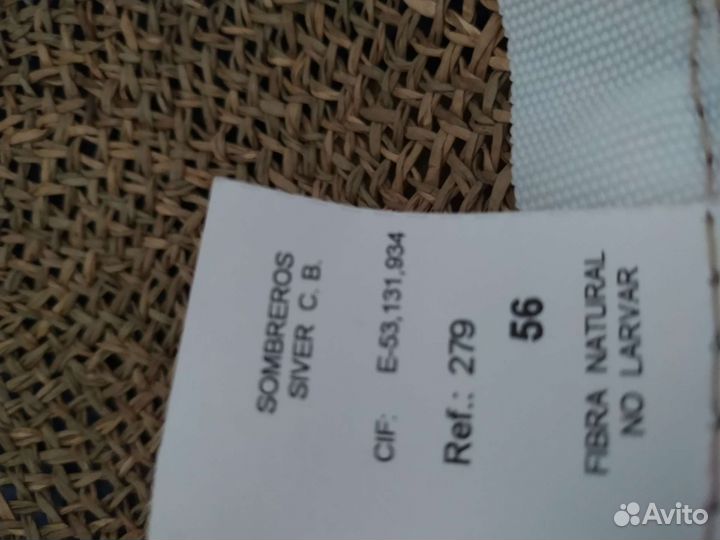 SOMBREROS
SIVER C. B.
CIF: E-53,131,934
Ref.: 279
56
FIBRA NATURAL
NO LARVAR
Avito